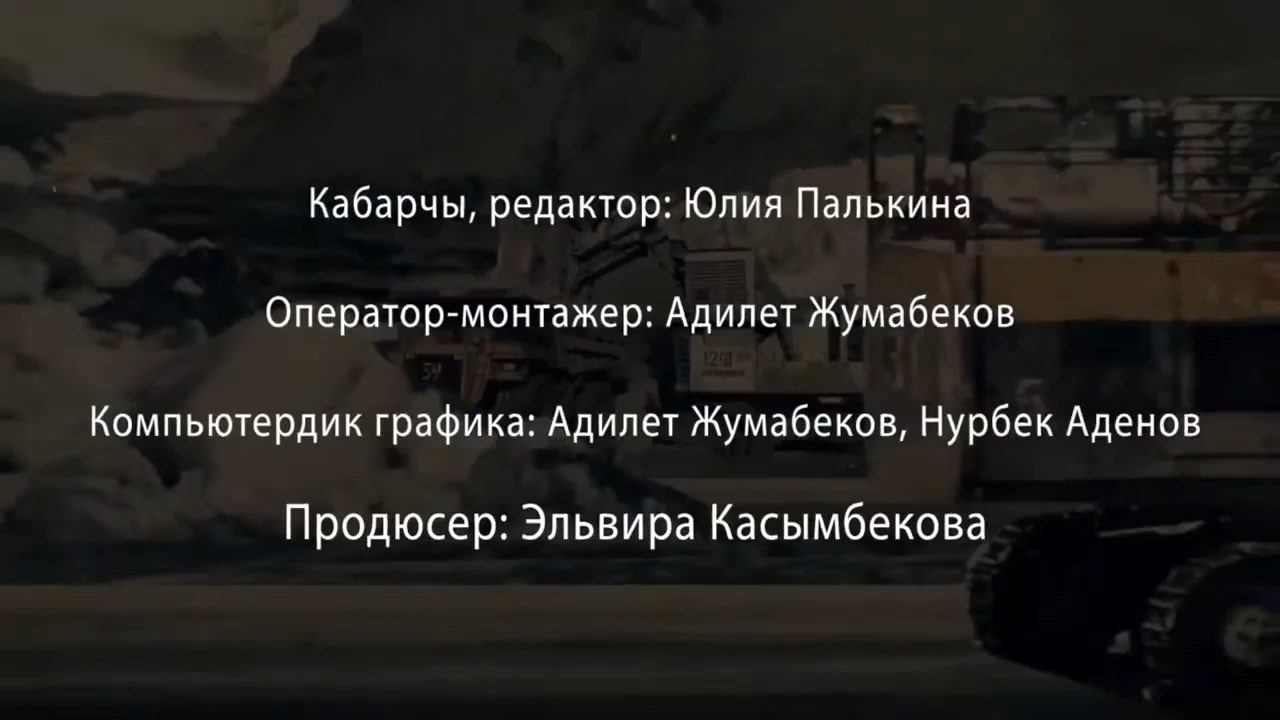 Кабарчы, редактор: Юлия Палькина
Оператор-монтажер: Адилет Жумабеков
Компьютердик графика: Адилет Жумабеков, Нурбек Аденов
Продюсер: Эльвира Касымбекова